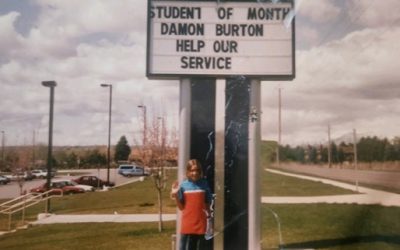 STUDENT OF MONTH
DAMON BURTON
HELP OUR
SERVICE